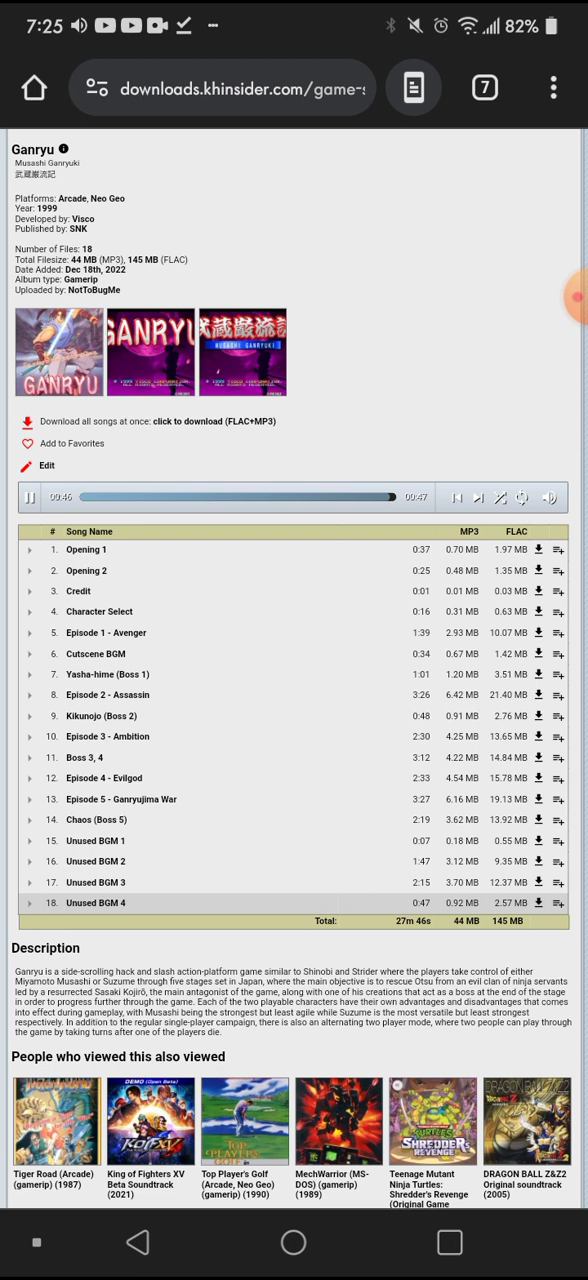 7:25
82%
downloads.khinsider.com/game-s
7
Ganryu
Musashi Ganryuki
武蔵巌流記
Platforms: Arcade, Neo Geo
Year: 1999
Developed by: Visco
Published by: SNK
Number of Files: 18
Total Filesize: 44 MB (MP3), 145 MB (FLAC)
Date Added: Dec 18th, 2022
Album type: Gamerip
Uploaded by: NotToBugMe
GANRYU
GANRYU
武蔵巌流記
MUSASHI GANRYUKI
Download all songs at once: click to download (FLAC+MP3)
Add to Favorites
Edit
00:46 00:47
# Song Name MP3 FLAC
1. Opening 1 0:37 0.70 MB 1.97 MB
2. Opening 2 0:25 0.48 MB 1.35 MB
3. Credit 0:01 0.01 MB 0.03 MB
4. Character Select 0:16 0.31 MB 0.63 MB
5. Episode 1 - Avenger 1:39 2.93 MB 10.07 MB
6. Cutscene BGM 0:34 0.67 MB 1.42 MB
7. Yasha-hime (Boss 1) 1:01 1.20 MB 3.51 MB
8. Episode 2 - Assassin 3:26 6.42 MB 21.40 MB
9. Kikunojo (Boss 2) 0:48 0.91 MB 2.76 MB
10. Episode 3 - Ambition 2:30 4.25 MB 13.65 MB
11. Boss 3, 4 3:12 4.22 MB 14.84 MB
12. Episode 4 - Evilgod 2:33 4.54 MB 15.78 MB
13. Episode 5 - Ganryujima War 3:27 6.16 MB 19.13 MB
14. Chaos (Boss 5) 2:19 3.62 MB 13.92 MB
15. Unused BGM 1 0:07 0.18 MB 0.55 MB
16. Unused BGM 2 1:47 3.12 MB 9.35 MB
17. Unused BGM 3 2:15 3.70 MB 12.37 MB
18. Unused BGM 4 0:47 0.92 MB 2.57 MB
Total: 27m 46s 44 MB 145 MB
Description
Ganryu is a side-scrolling hack and slash action-platform game similar to Shinobi and Strider where the players take control of either
Miyamoto Musashi or Suzume through five stages set in Japan, where the main objective is to rescue Otsu from an evil clan of ninja servants
led by a resurrected Sasaki Kojirō, the main antagonist of the game, along with one of his creations that act as a boss at the end of the stage
in order to progress further through the game. Each of the two playable characters have their own advantages and disadvantages that comes
into effect during gameplay, with Musashi being the strongest but least agile while Suzume is the most versatile but least strongest
respectively. In addition to the regular single-player campaign, there is also an alternating two player mode, where two people can play through
the game by taking turns after one of the players die.
People who viewed this also viewed
DEMO (Open Beta)
KOFXV
TOP PLAYER'S GOLF
TURTLES
SHREDDER'S REVENGE
DRAGON BALL Z&Z2
Tiger Road (Arcade)
(gamerip) (1987)
King of Fighters XV
Beta Soundtrack
(2021)
Top Player's Golf
(Arcade, Neo Geo)
(gamerip) (1990)
MechWarrior (MS-
DOS) (gamerip)
(1989)
Teenage Mutant
Ninja Turtles:
Shredder's Revenge
(Original Game
DRAGON BALL Z&Z2
Original soundtrack
(2005)